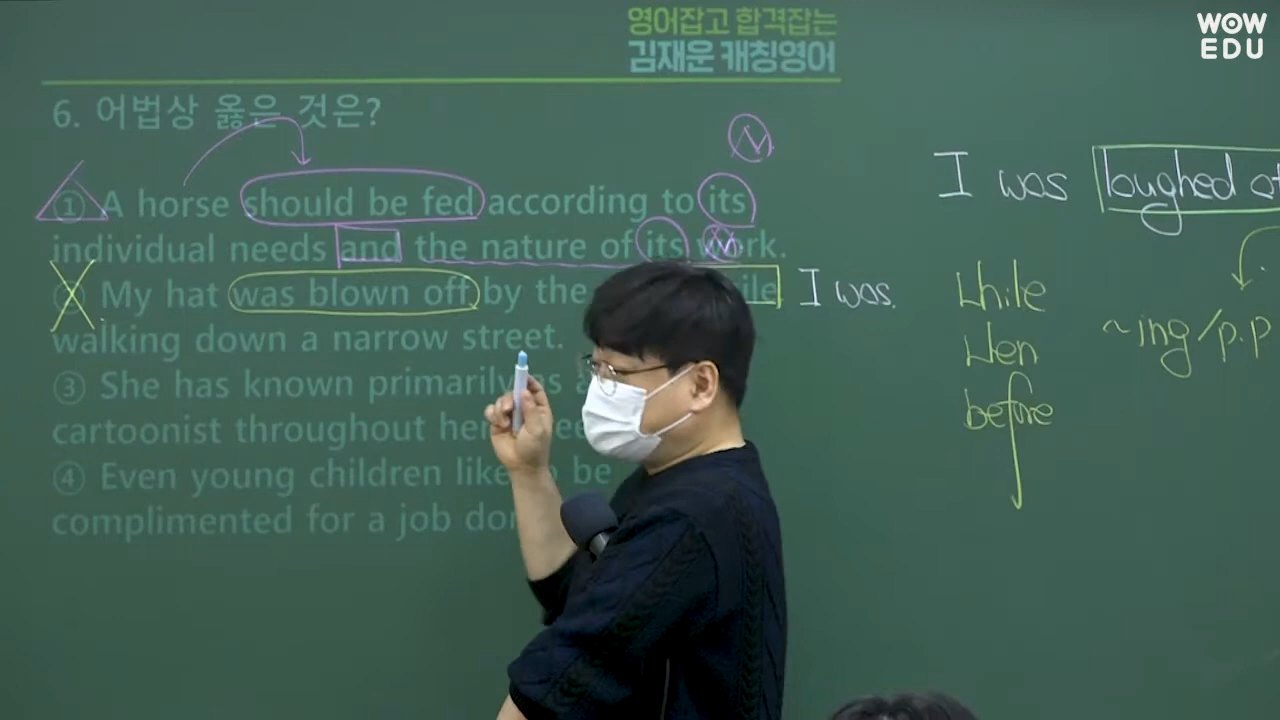 영어잡고 합격잡는
김재운 캐칭영어
WOW
EDU
6. 어법상 옳은 것은?
① A horse should be fed according to its
individual needs and the nature of its work.
My hat was blown off by the
walking down a narrow street.
③ She has known primarily as
cartoonist throughout her
④ Even young children like to be
complimented for a job
N
N
I was.
I was laughed at
while
when
before
~ing/p.p